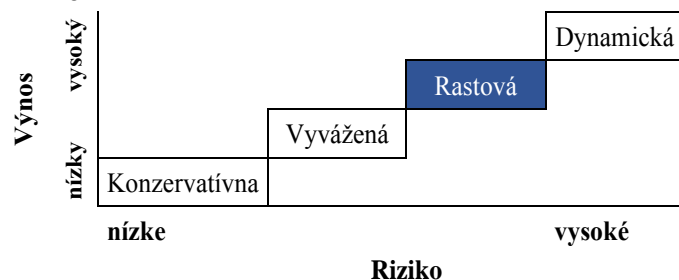 Dynamická
Rastová
Vyvážená
Konzervatívna
Výnos
vysoký
nízky
nízke
vysoké
Riziko